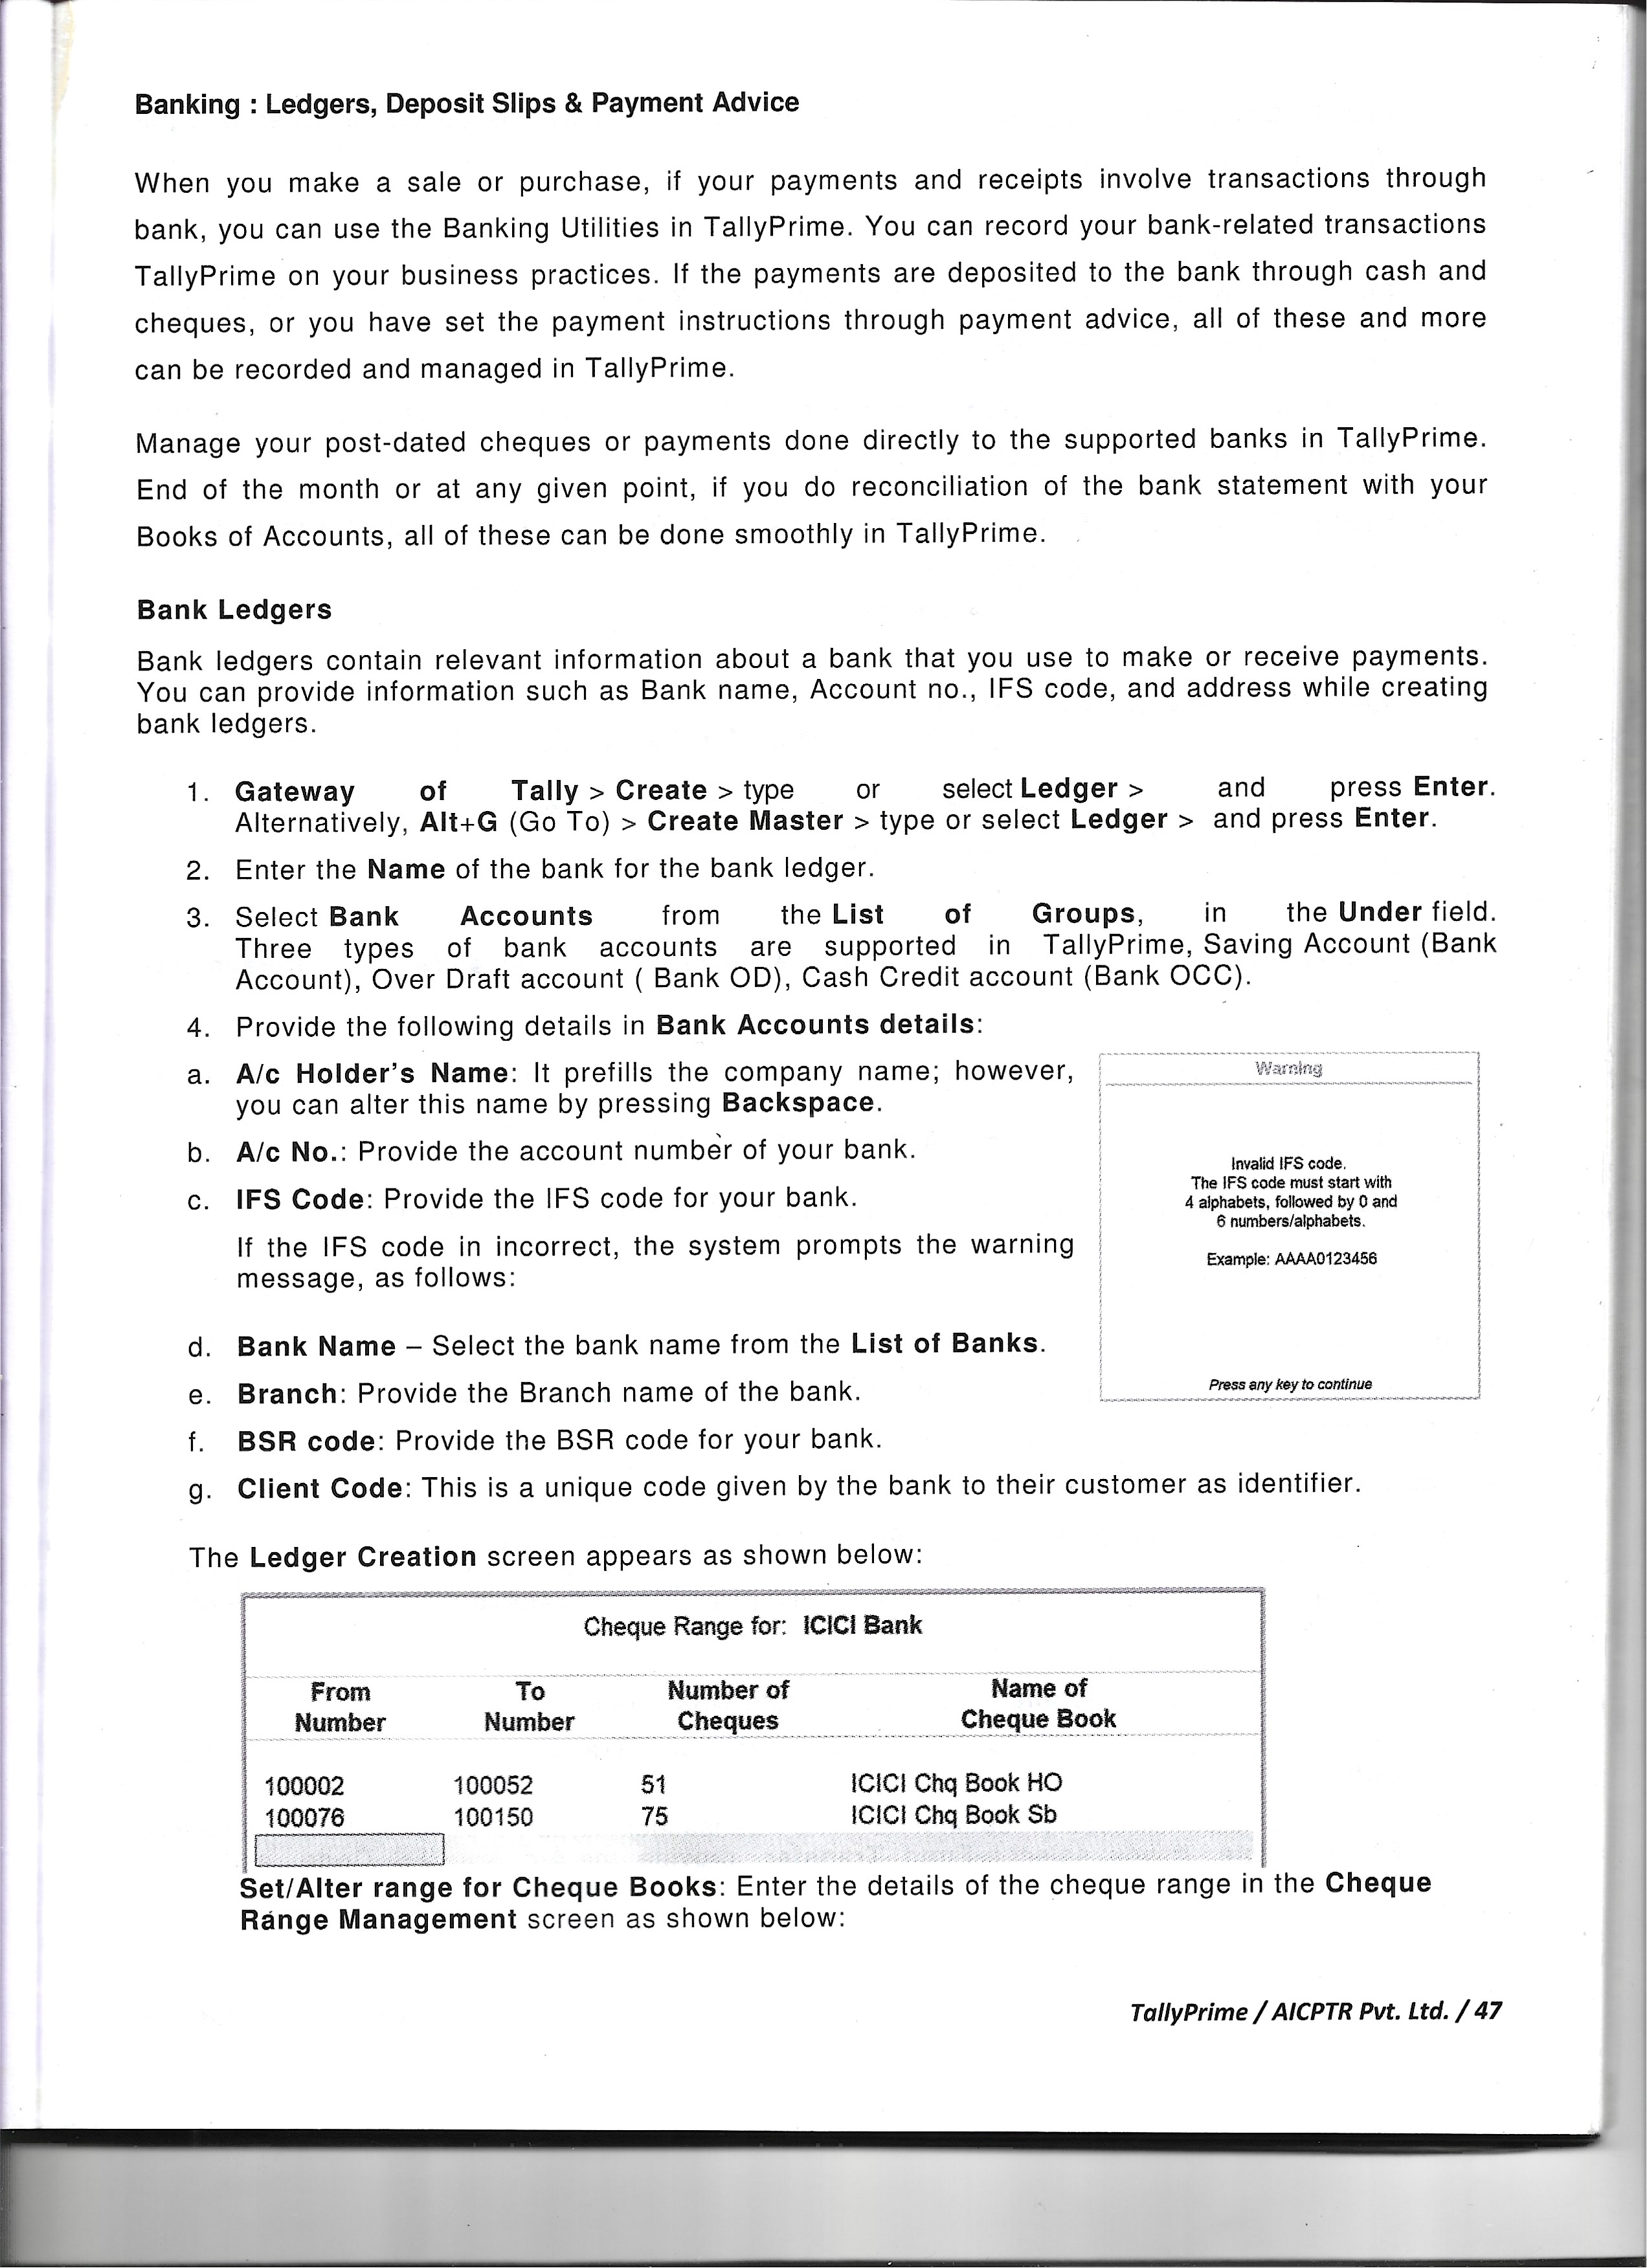 Banking : Ledgers, Deposit Slips & Payment Advice
When you make a sale or purchase, if your payments and receipts involve transactions through
bank, you can use the Banking Utilities in TallyPrime. You can record your bank-related transactions
TallyPrime on your business practices. If the payments are deposited to the bank through cash and
cheques, or you have set the payment instructions through payment advice, all of these and more
can be recorded and managed in TallyPrime.
Manage your post-dated cheques or payments done directly to the supported banks in TallyPrime.
End of the month or at any given point, if you do reconciliation of the bank statement with your
Books of Accounts, all of these can be done smoothly in TallyPrime.
Bank Ledgers
Bank ledgers contain relevant information about a bank that you use to make or receive payments.
You can provide information such as Bank name, Account no., IFS code, and address while creating
bank ledgers.
1. Gateway of Tally > Create > type or select Ledger > and press Enter.
Alternatively, Alt+G (Go To) > Create Master > type or select Ledger > and press Enter.
2. Enter the Name of the bank for the bank ledger.
3. Select Bank Accounts from the List of Groups, in the Under field.
Three types of bank accounts are supported in TallyPrime, Saving Account (Bank
Account), Over Draft account ( Bank OD), Cash Credit account (Bank OCC).
4. Provide the following details in Bank Accounts details:
a. A/c Holder's Name: It prefills the company name; however,
you can alter this name by pressing Backspace.
b. A/c No.: Provide the account number of your bank.
c. IFS Code: Provide the IFS code for your bank.
If the IFS code in incorrect, the system prompts the warning
message, as follows:
Warning
Invalid IFS code.
The IFS code must start with
4 alphabets, followed by 0 and
6 numbers/alphabets.
Example: AAAA0123456
Press any key to continue
d. Bank Name – Select the bank name from the List of Banks.
e. Branch: Provide the Branch name of the bank.
f. BSR code: Provide the BSR code for your bank.
g. Client Code: This is a unique code given by the bank to their customer as identifier.
The Ledger Creation screen appears as shown below:
Cheque Range for: ICICI Bank
From To Number of Name of
Number Number Cheques Cheque Book
100002 100052 51 ICICI Chq Book HO
100076 100150 75 ICICI Chq Book Sb
Set/Alter range for Cheque Books: Enter the details of the cheque range in the Cheque
Range Management screen as shown below:
TallyPrime / AICPTR Pvt. Ltd. / 47